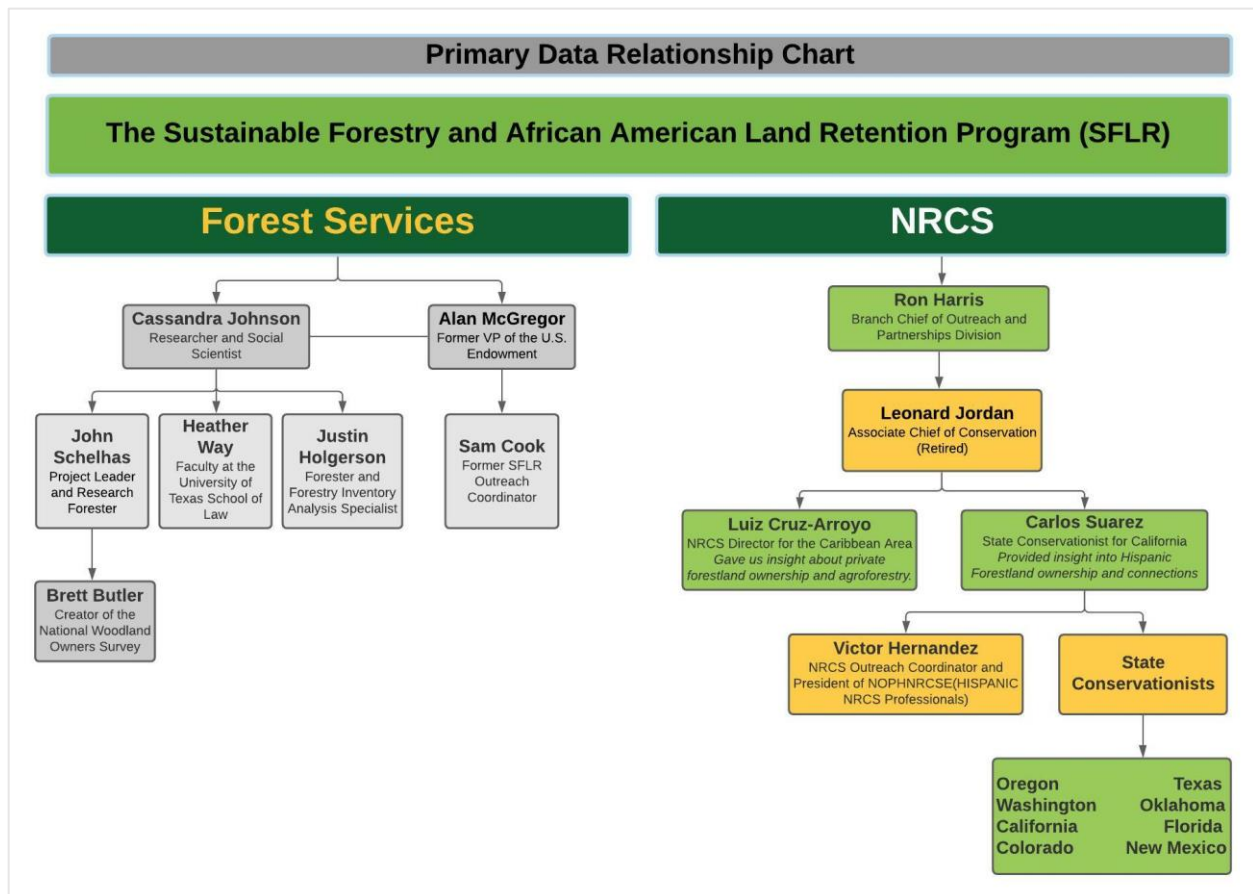 Primary Data Relationship Chart
The Sustainable Forestry and African American Land Retention Program (SFLR)
Forest Services
Cassandra Johnson
Researcher and Social
Scientist
Alan McGregor
Former VP of the U.S.
Endowment
John
Schelhas
Project Leader
and Research
Forester
Heather
Way
Faculty at the
University of
Texas School of
Law
Justin
Holgerson
Forester and
Forestry Inventory
Analysis Specialist
Sam Cook
Former SFLR
Outreach
Coordinator
Brett Butler
Creator of the
National Woodland
Owners Survey
NRCS
Ron Harris
Branch Chief of Outreach and
Partnerships Division
Leonard Jordan
Associate Chief of Conservation
(Retired)
Luiz Cruz-Arroyo
NRCS Director for the Caribbean Area
Gave us insight about private
forestland ownership and agroforestry.
Carlos Suarez
State Conservationist for California
Provided insight into Hispanic
Forestland ownership and connections
Victor Hernandez
NRCS Outreach Coordinator and
President of NOPHNRCSE(HISPANIC
NRCS Professionals)
State
Conservationists
Oregon Texas
Washington Oklahoma
California Florida
Colorado New Mexico